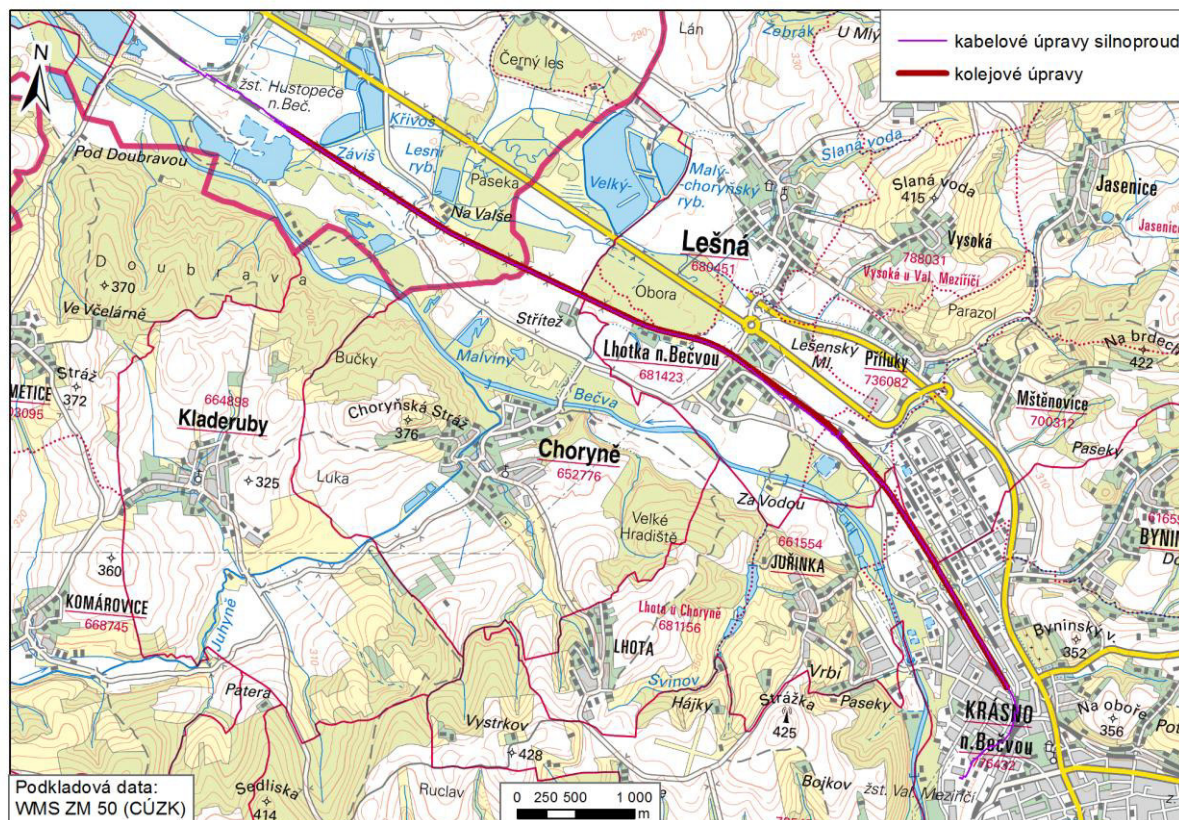 kabelové úpravy silnoproud
kolejové úpravy
N
žst. Hustopeče
n.Beč.
Černý les
Lán
Žebrák
U Mlý
Křivoš
Záviš
Lesní
ryb.
Paseka
Na Valše
Pod Doubravou
Velký-
Malý
-choryňský
ryb.
Slaná voda
Slaná voda
415
Jasenice
Jasenic
Lešná
680451
Vysoká
788031
Vysoká u Val. Meziříčí
Parazol
Na brdech
422
Doubrava
370
Ve Včelárně
Střítež
Obora
Lhotka n.Bečvou
681423
Lešenský
Ml.
Příluky
736082
Mštěnovice
700312
Paseky
METICE
03095
Stráž
372
Bučky
Malviny
Bečva
664898
Kladeruby
Choryňská Stráž
376
Choryně
652776
325
Luka
Velké
Hradiště
Za Vodou
661554
JUŘINKA
BYNIN
360
KOMÁROVICE
668745
Juhyně
Lhota u Choryně
681156
LHOTA
Byninský v.
352
Vrbí
Paseky
Svinov
Hájky
Strážka
425
Patera
Vystrkov
428
KRÁSNO
n.Bečvou
Na oboře
356
Bojkov
žst. Val. Meziříčí
Sedliska
414
Ruclav
Podkladová data:
WMS ZM 50 (CÚZK)
0 250 500 1 000
m